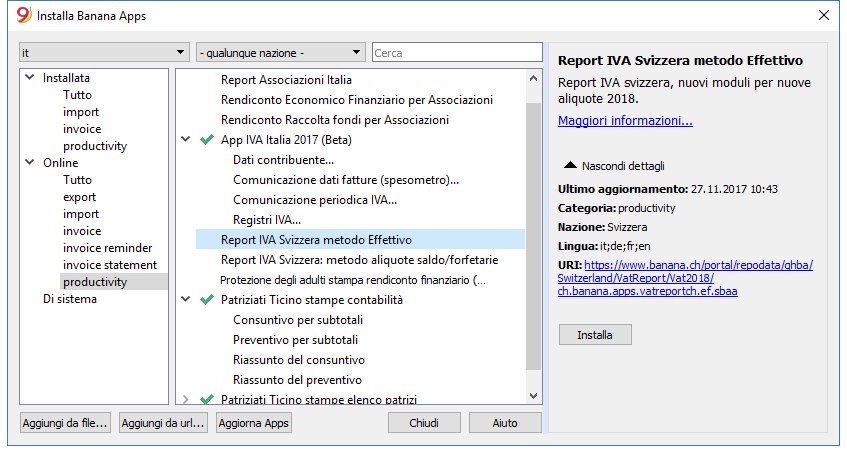 Installa Banana Apps
it
- qualunque nazione -
Cerca
Installata
Tutto
import
invoice
productivity
Online
Tutto
export
import
invoice
invoice reminder
invoice statement
productivity
Di sistema
Report Associazioni Italia
Rendiconto Economico Finanziario per Associazioni
Rendiconto Raccolta fondi per Associazioni
App IVA Italia 2017 (Beta)
Dati contribuente...
Comunicazione dati fatture (spesometro)...
Comunicazione periodica IVA...
Registri IVA...
Report IVA Svizzera metodo Effettivo
Report IVA Svizzera: metodo aliquote saldo/forfetarie
Protezione degli adulti stampa rendiconto finanziario (...
Patriziati Ticino stampe contabilità
Consuntivo per subtotali
Preventivo per subtotali
Riassunto del consuntivo
Riassunto del preventivo
Patriziati Ticino stampe elenco patrizi
Report IVA Svizzera metodo Effettivo
Report IVA svizzera, nuovi moduli per nuove
aliquote 2018.
Maggiori informazioni...
Nascondi dettagli
Ultimo aggiornamento: 27.11.2017 10:43
Categoria: productivity
Nazione: Svizzera
Lingua: it;de;fr;en
URI: https://www.banana.ch/portal/repodata/qhba/
Switzerland/VatReport/Vat2018/
ch.banana.apps.vatreportch.ef.sbaa
Installa
Aggiungi da file...
Aggiungi da url...
Aggiorna Apps
Chiudi
Aiuto